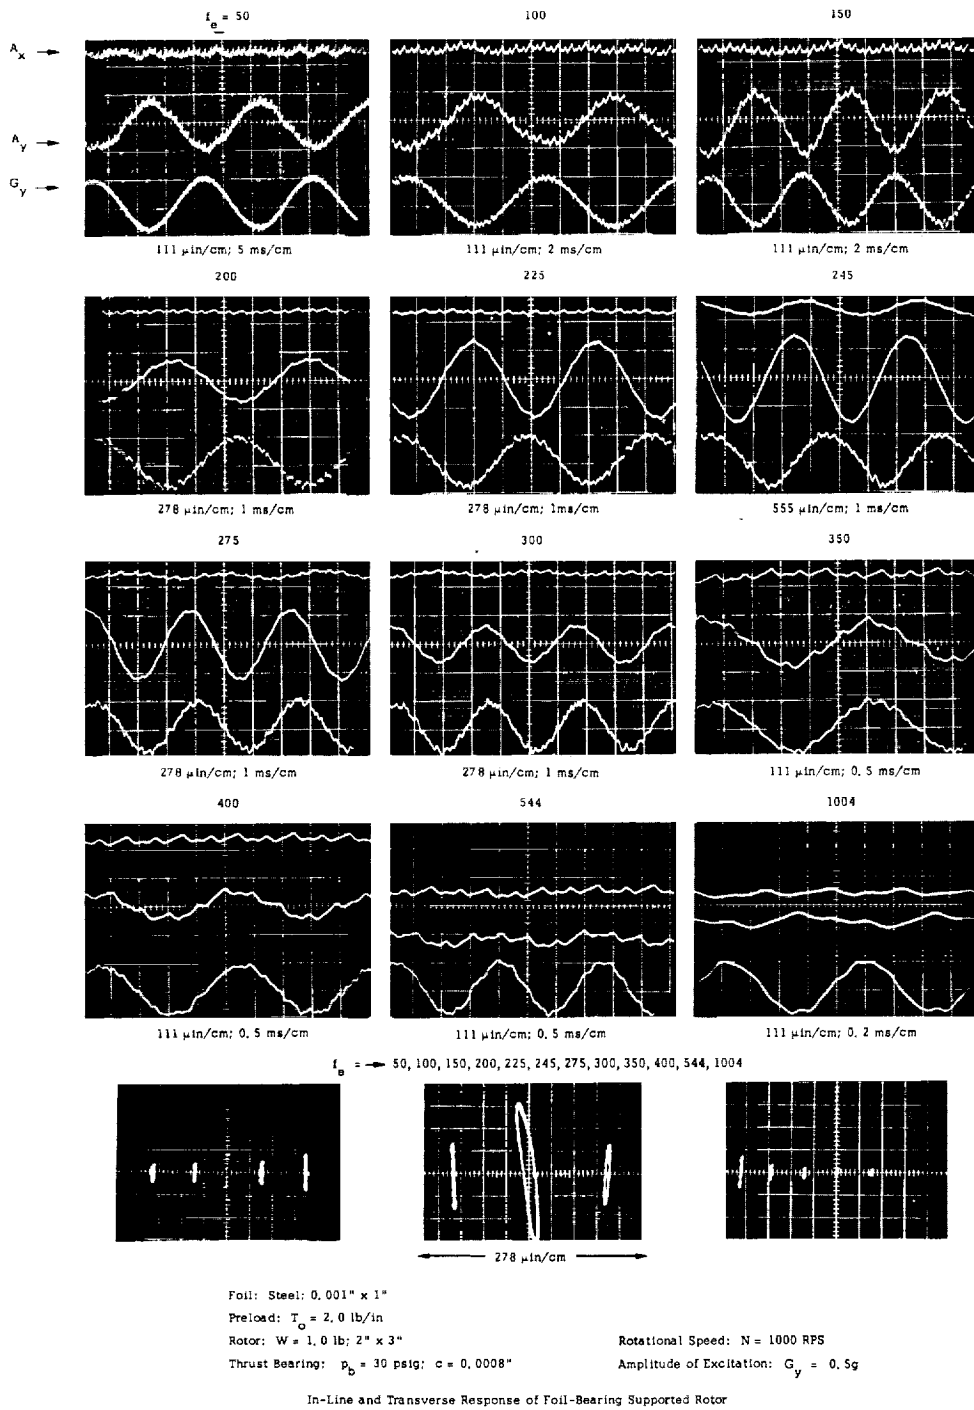 f_e = 50
100
150
A_x →
A_y →
G_y →
111 μin/cm; 5 ms/cm
111 μin/cm; 2 ms/cm
111 μin/cm; 2 ms/cm
200
225
245
278 μin/cm; 1 ms/cm
278 μin/cm; 1ms/cm
555 μin/cm; 1 ms/cm
275
300
350
278 μin/cm; 1 ms/cm
278 μin/cm; 1 ms/cm
111 μin/cm; 0.5 ms/cm
400
544
1004
111 μin/cm; 0.5 ms/cm
111 μin/cm; 0.5 ms/cm
111 μin/cm; 0.2 ms/cm
f_e = → 50, 100, 150, 200, 225, 245, 275, 300, 350, 400, 544, 1004
278 μin/cm
Foil: Steel; 0.001" x 1"
Preload: T_o = 2.0 lb/in
Rotor: W = 1.0 lb; 2" x 3"
Rotational Speed: N = 1000 RPS
Thrust Bearing: p_b = 30 psig; c = 0.0008"
Amplitude of Excitation: G_y = 0.5g
In-Line and Transverse Response of Foil-Bearing Supported Rotor